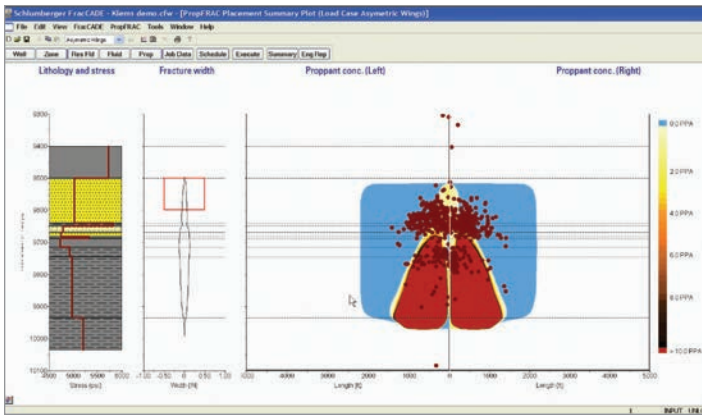 Schlumberger FracCADE - Kiems demo.cfw - [PropFRAC Placement Summary Plot (Load Case Asymetric Wings)]
File Edit View FracCADE PropFRAC Tools Window Help
Asymetric Wings
Well Zone Res Fld Fluid Prop Job Data Schedule Execute Summary Eng Rep
Lithology and stress Fracture width Proppant conc. (Left) Proppant conc. (Right)
9300
9400
9500
9600
9700
9800
9900
10000
10100
0.0 PPA
2.0 PPA
4.0 PPA
6.0 PPA
8.0 PPA
> 10.0 PPA
-1.00 -0.50 0.00 0.50 1.00
4000 3000 2000 1000 0 1000 2000 3000 4000 5000
Stress (psi) Width [IN] Length [ft] Length [ft]
1 INPUT